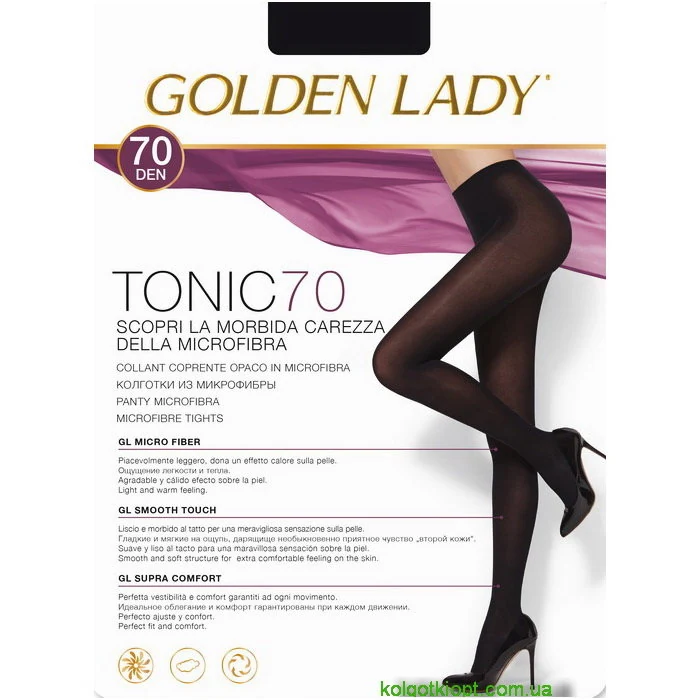 GOLDEN LADY
70
DEN
TONIC70
SCOPRI LA MORBIDA CAREZZA
DELLA MICROFIBRA
COLLANT COPRENTE OPACO IN MICROFIBRA
КОЛГОТКИ ИЗ МИКРОФИБРЫ
PANTY MICROFIBRA
MICROFIBRE TIGHTS
GL MICRO FIBER
Piacevolmente leggero, dona un effetto calore sulla pelle.
Ощущение легкости и тепла.
Agradable y cálido efecto sobre la piel.
Light and warm feeling.
GL SMOOTH TOUCH
Liscio e morbido al tatto per una meravigliosa sensazione sulla pelle.
Гладкие и мягкие на ощупь, дарящище необыкновенно приятное чувство „второй кожи“.
Suave y liso al tacto para una maravillosa sensación sobre la piel.
Smooth and soft structure for extra comfortable feeling on the skin.
GL SUPRA COMFORT
Perfetta vestibilità e comfort garantiti ad ogni movimento.
Идеальное облегание и комфорт гарантированы при каждом движении.
Perfecto ajuste y confort.
Perfect fit and comfort.
kolgotkiopt.com.ua